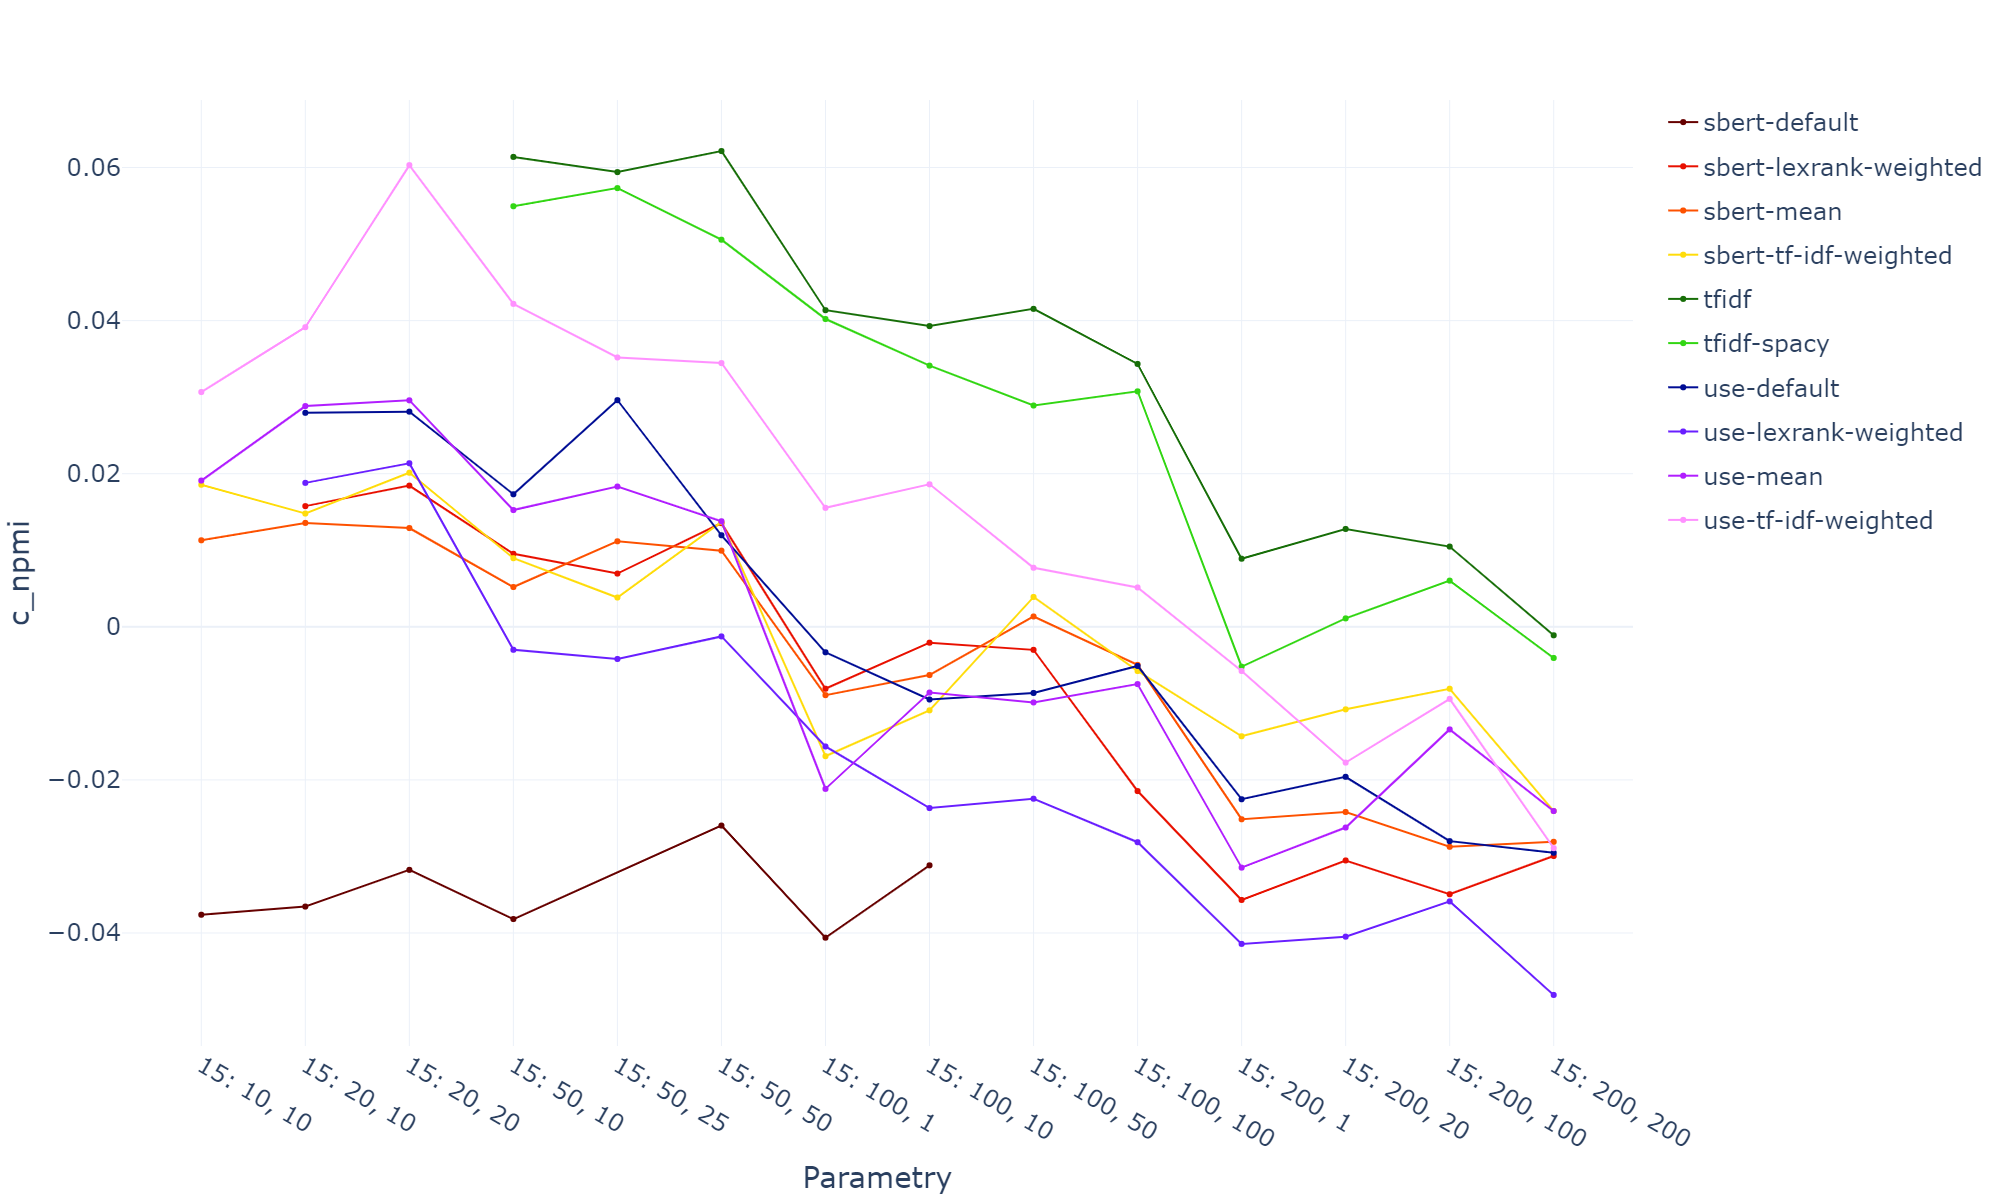 sbert-default
sbert-lexrank-weighted
sbert-mean
sbert-tf-idf-weighted
tfidf
tfidf-spacy
use-default
use-lexrank-weighted
use-mean
use-tf-idf-weighted
c_npmi
0.06
0.04
0.02
0
−0.02
−0.04
15: 10, 10
15: 20, 10
15: 20, 20
15: 50, 10
15: 50, 25
15: 50, 50
15: 100, 1
15: 100, 10
15: 100, 50
15: 100, 100
15: 200, 1
15: 200, 20
15: 200, 100
15: 200, 200
Parametry